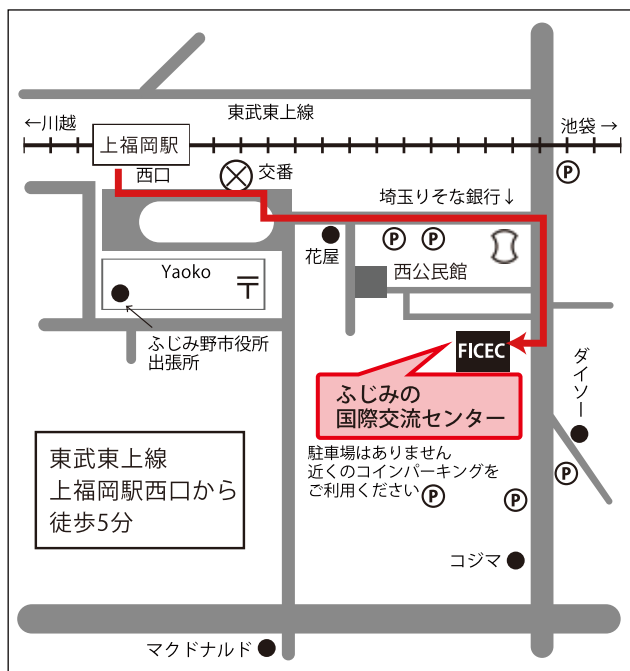 東武東上線
←川越
池袋→
上福岡駅
西口
交番
P
埼玉りそな銀行↓
花屋
P
P
西公民館
Yaoko
〒
ふじみ野市役所
出張所
FICEC
ダイソー
ふじみの
国際交流センター
駐車場はありません
近くのコインパーキングを
ご利用ください
P
P
P
東武東上線
上福岡駅西口から
徒歩5分
コジマ
マクドナルド